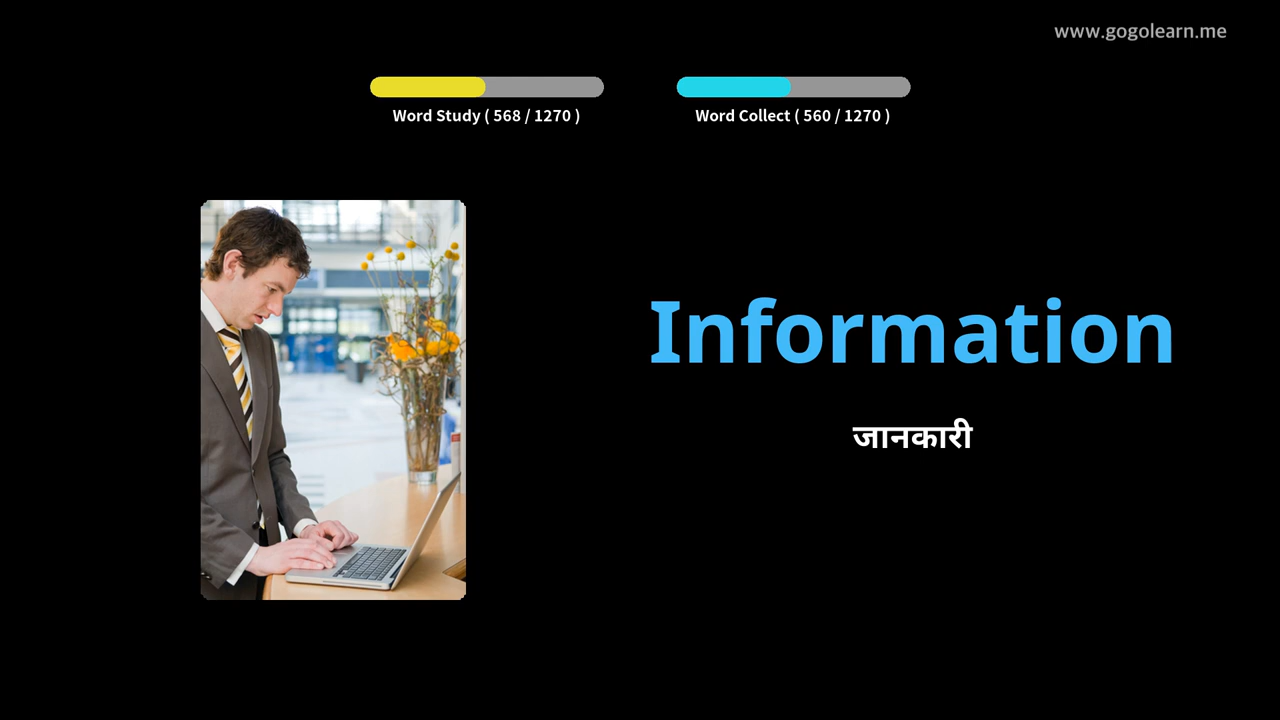 www.gogolearn.me
Word Study ( 568 / 1270 )
Word Collect ( 560 / 1270 )
Information
जानकारी